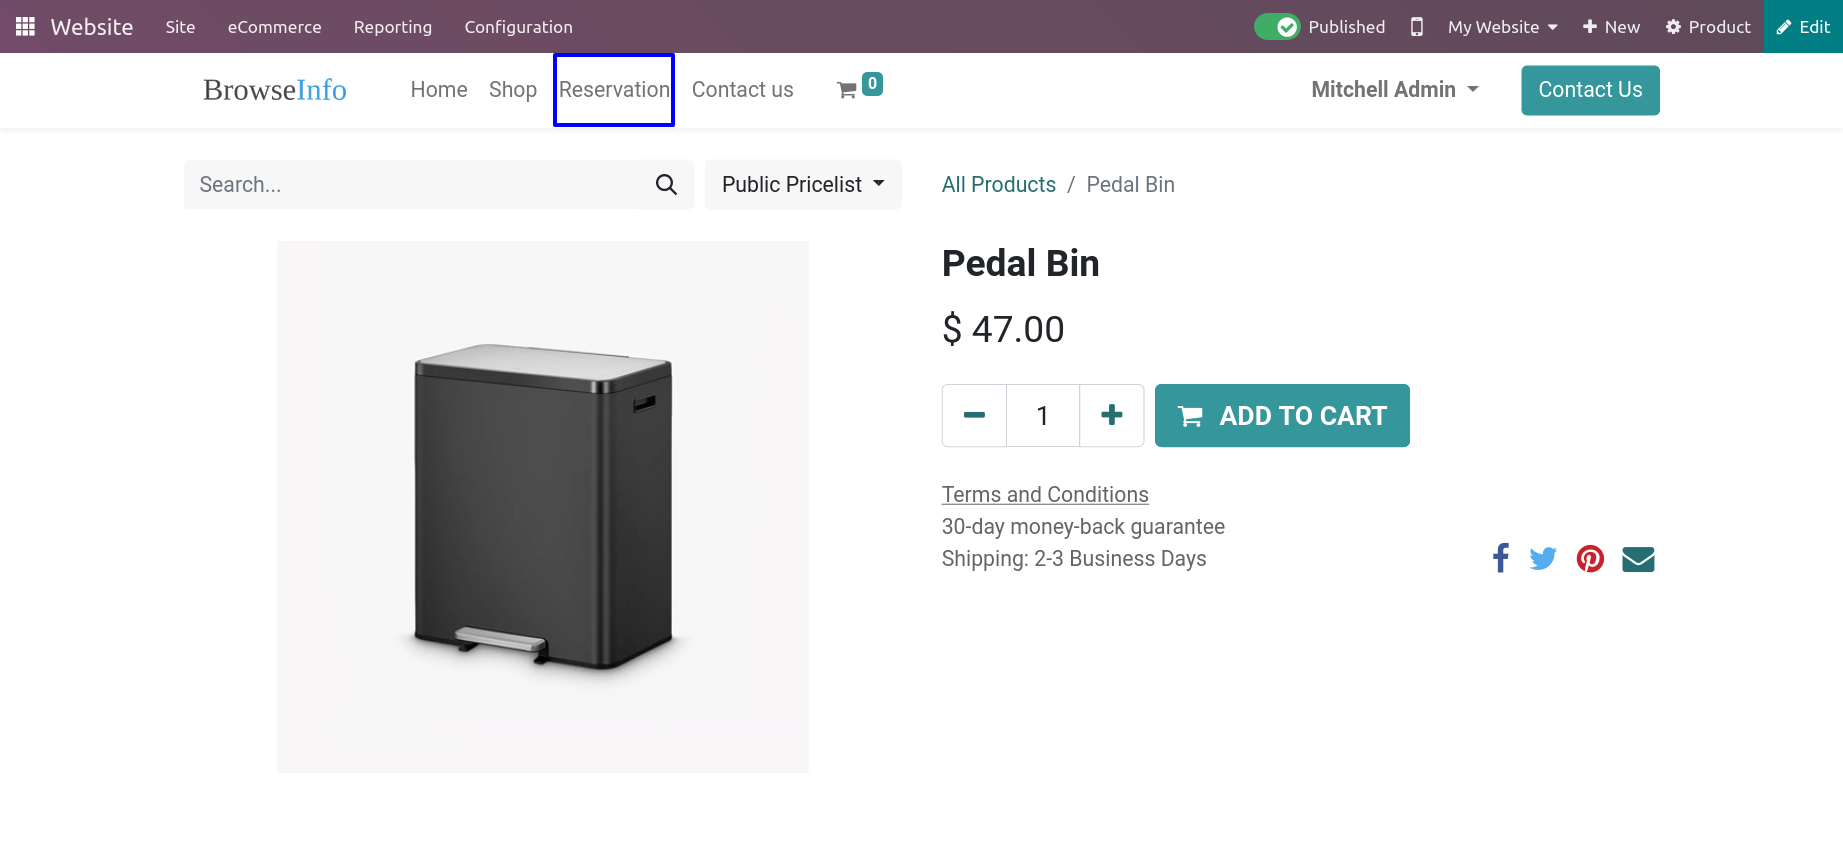 Website Site eCommerce Reporting Configuration Published My Website New Product Edit
BrowseInfo Home Shop Reservation Contact us 0 Mitchell Admin Contact Us
Search... Public Pricelist All Products / Pedal Bin
Pedal Bin
$ 47.00
1 ADD TO CART
Terms and Conditions
30-day money-back guarantee
Shipping: 2-3 Business Days